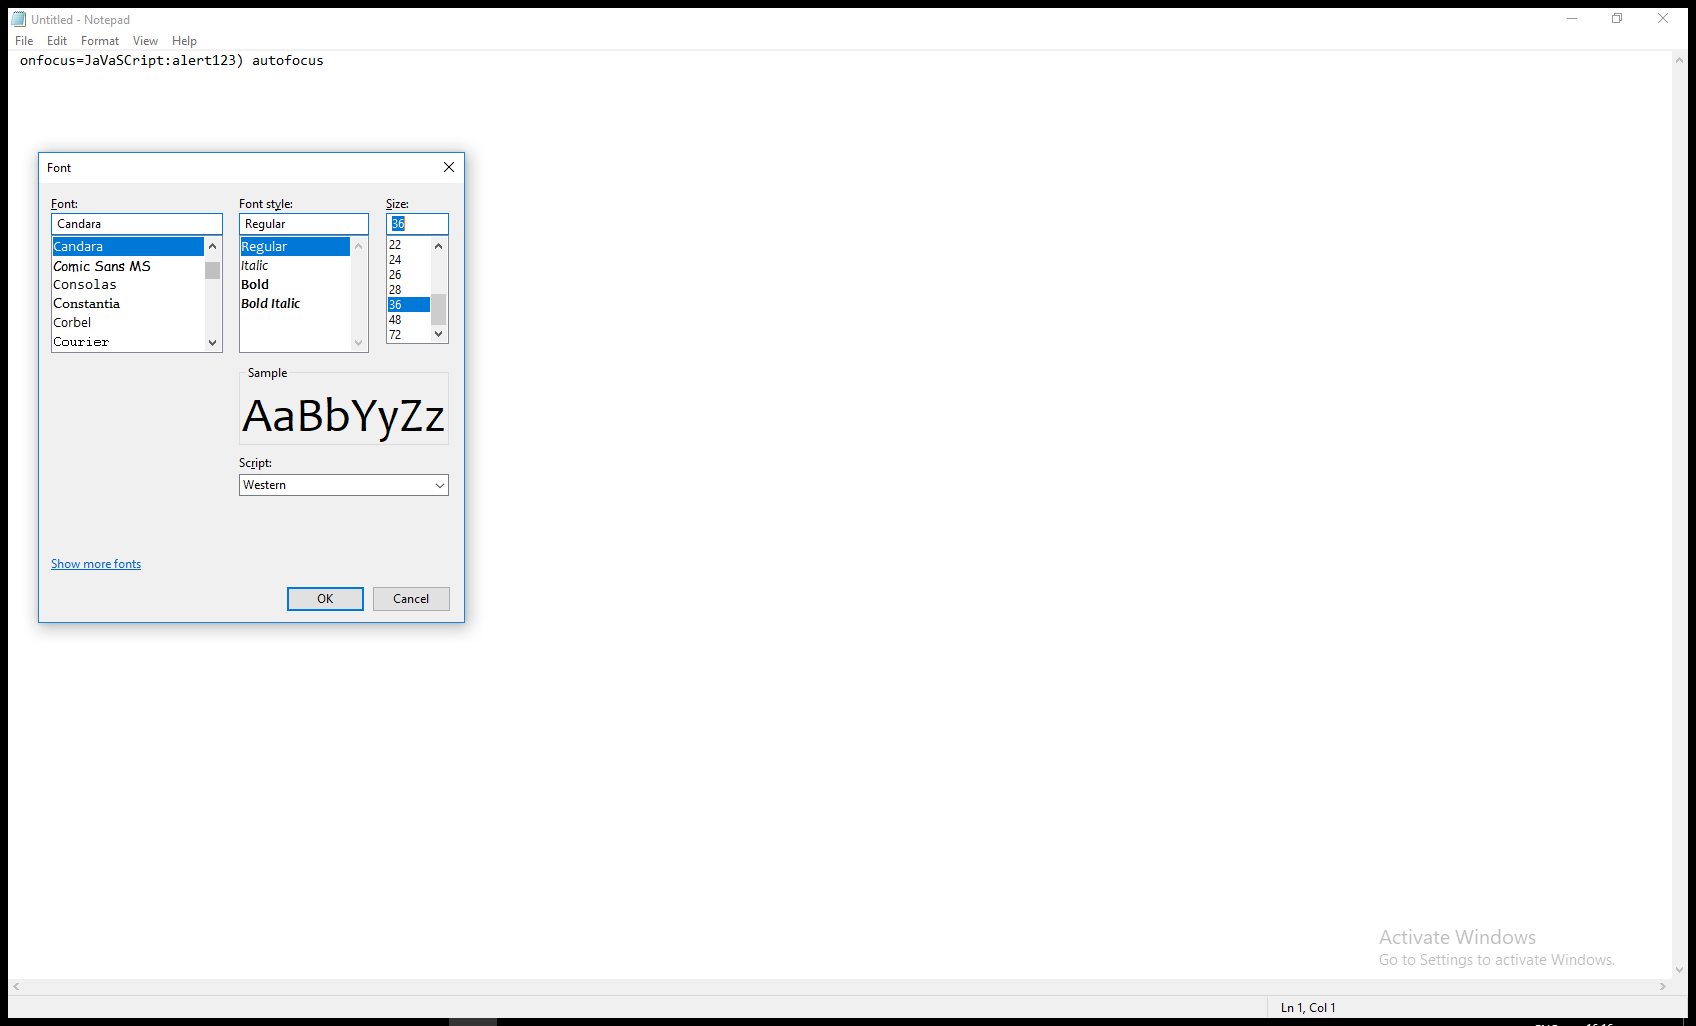 Untitled - Notepad
File Edit Format View Help
onfocus=JaVaSCript:alert123) autofocus
Font
Font: Font style: Size:
Candara Regular 36
Candara
Comic Sans MS
Consolas
Constantia
Corbel
Courier
Regular
Italic
Bold
Bold Italic
22
24
26
28
36
48
72
Sample
AaBbYyZz
Script:
Western
Show more fonts
OK Cancel
Activate Windows
Go to Settings to activate Windows.
Ln 1, Col 1